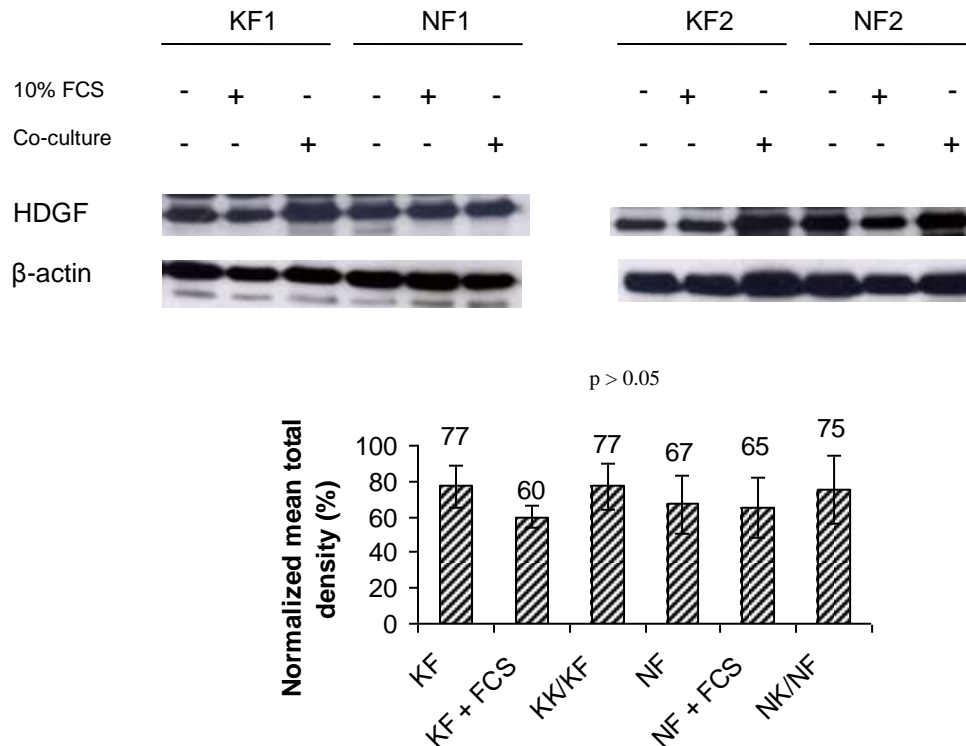 KF1 NF1 KF2 NF2
10% FCS - + - - + - - + - - + -
Co-culture - - + - - + - - + - - +
HDGF
β-actin
p > 0.05
Normalized mean total
density (%)
100
80
60
40
20
0
77 60 77 67 65 75
KF KF + FCS KK/KF NF NF + FCS NK/NF